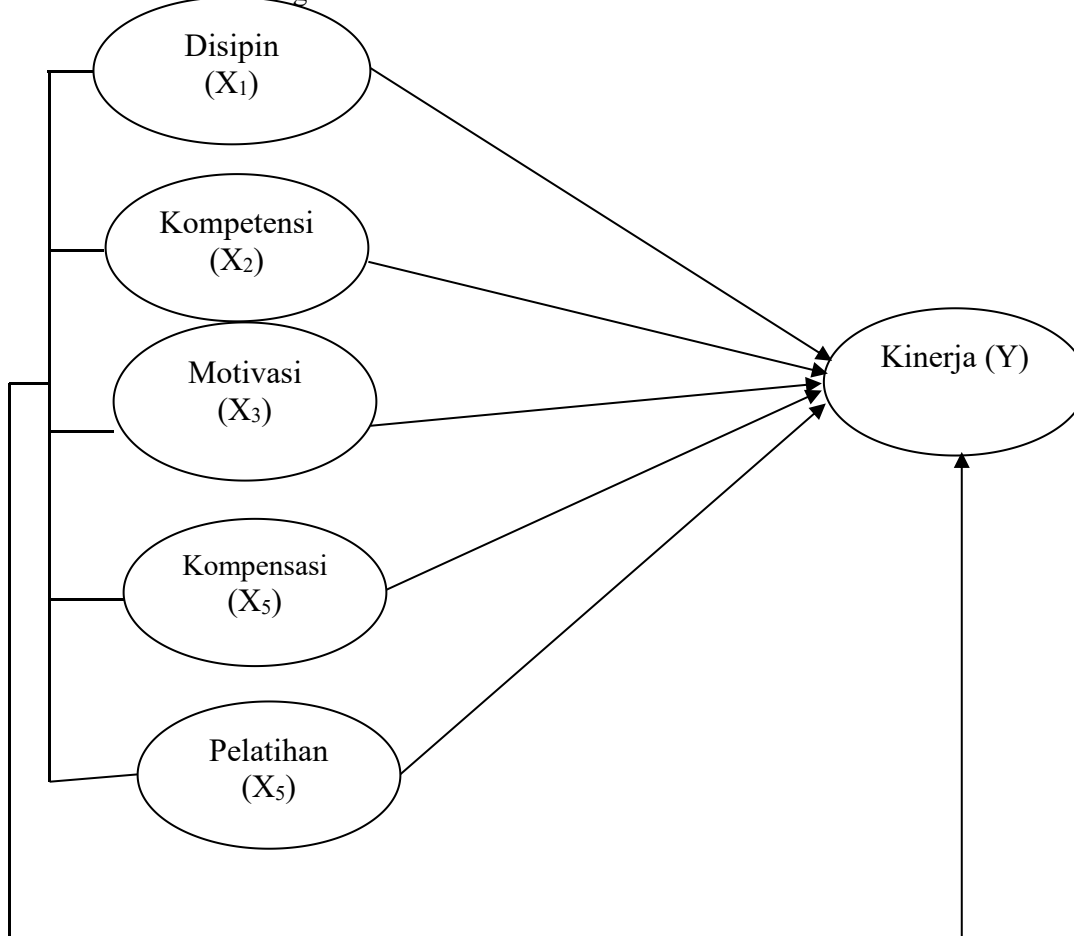 Disipin
(X1)
Kompetensi
(X2)
Motivasi
(X3)
Kinerja (Y)
Kompensasi
(X5)
Pelatihan
(X5)